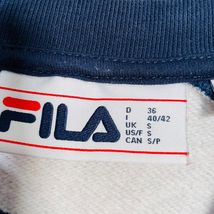 FILA
D 36
I 40/42
UK S
US/F S
CAN S/P